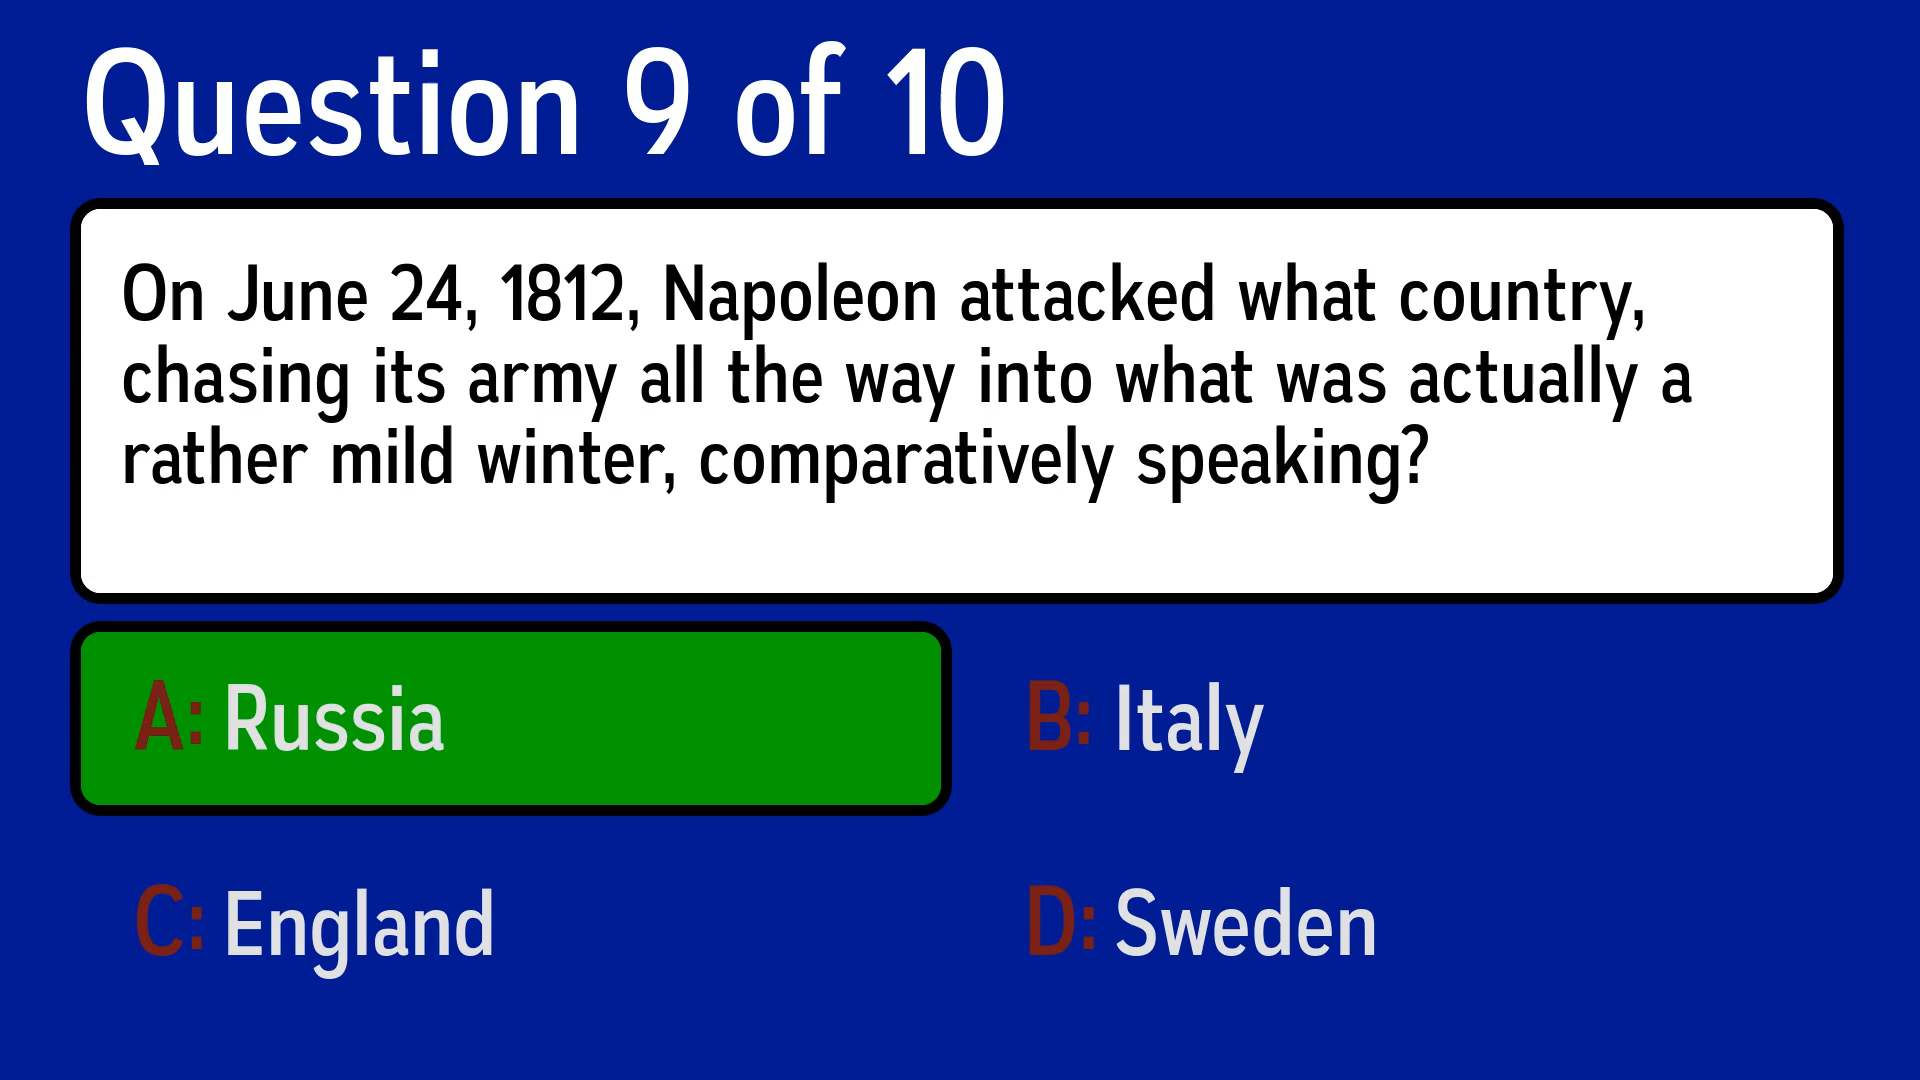 Question 9 of 10
On June 24, 1812, Napoleon attacked what country,
chasing its army all the way into what was actually a
rather mild winter, comparatively speaking?
A: Russia
B: Italy
C: England
D: Sweden